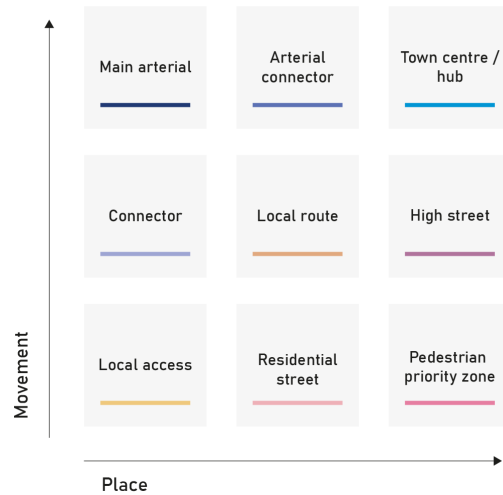 Main arterial
Arterial
connector
Town centre /
hub
Connector
Local route
High street
Local access
Residential
street
Pedestrian
priority zone
Movement
Place